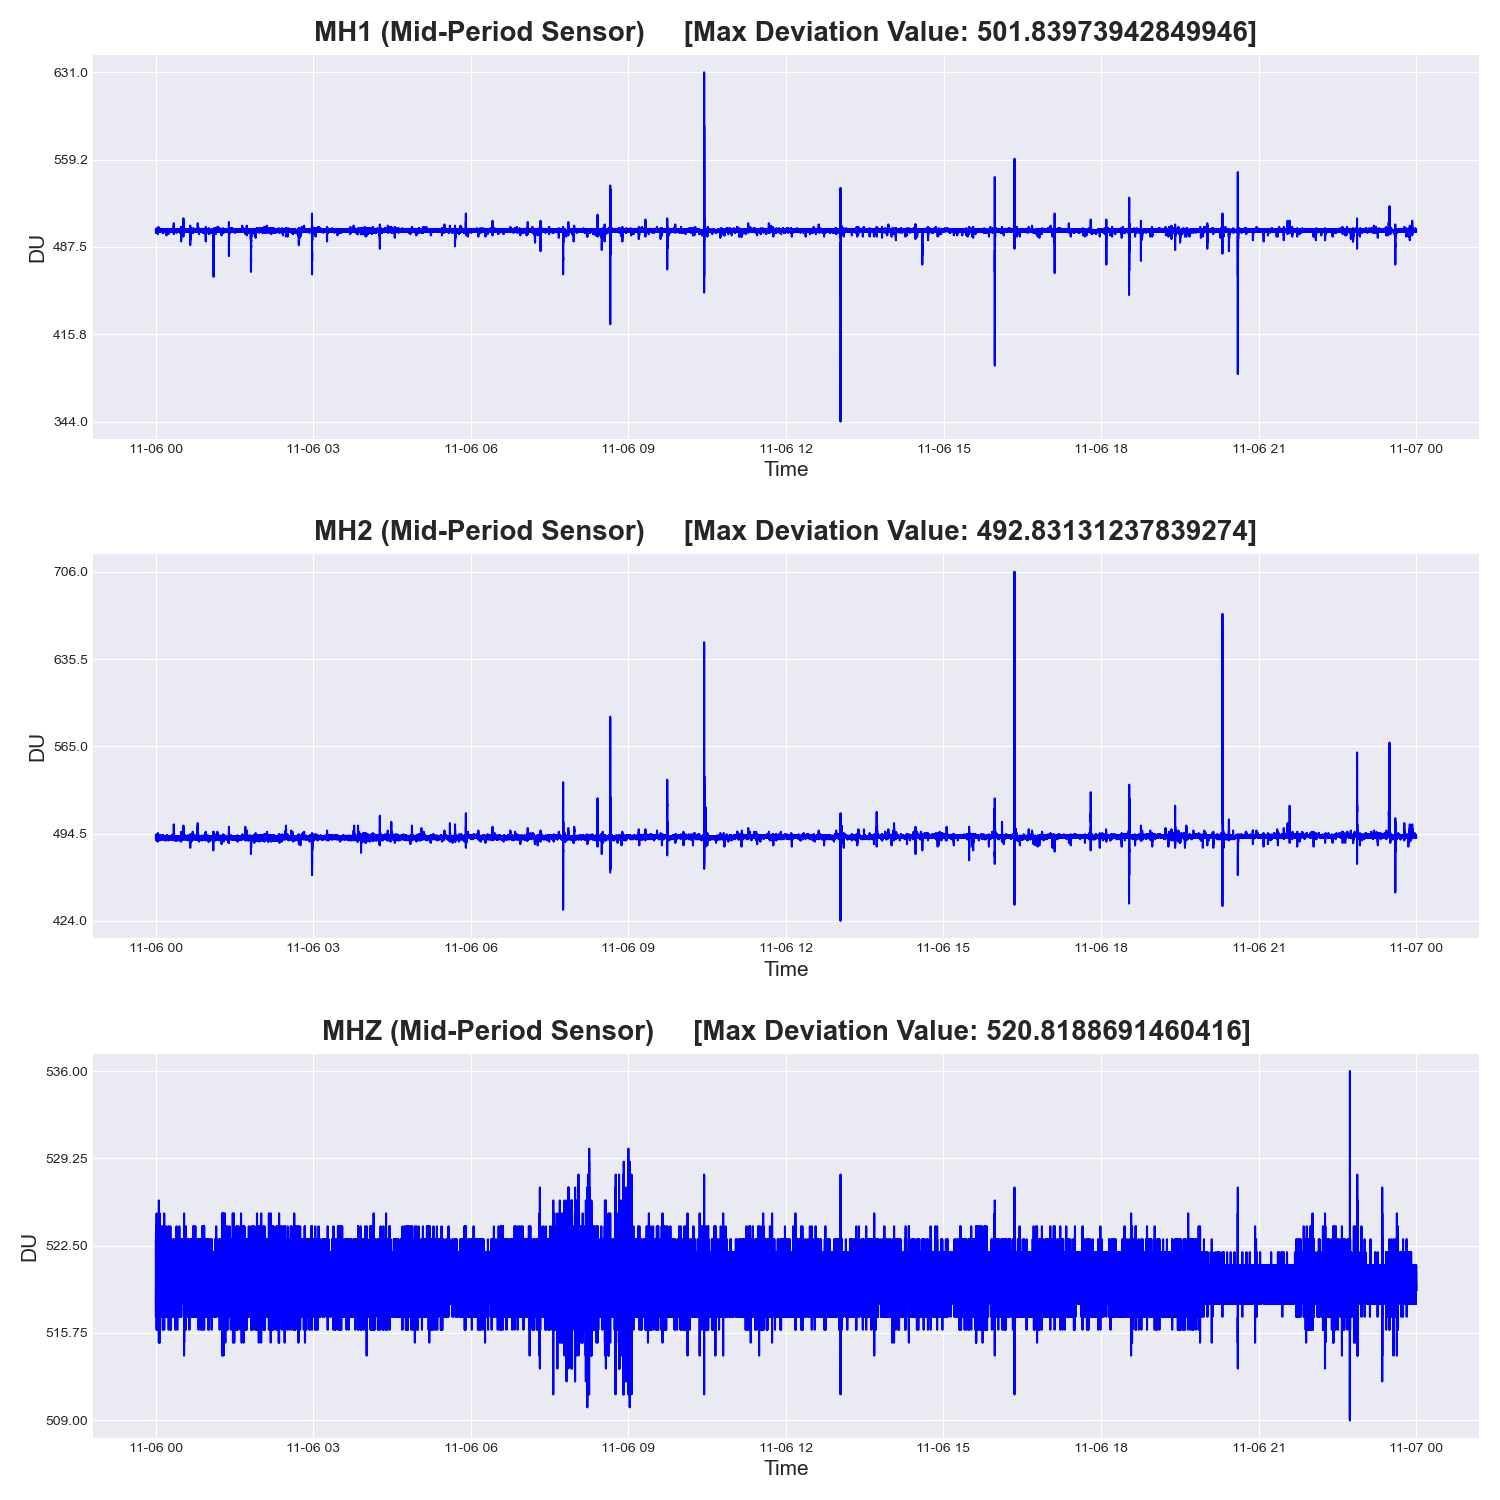 MH1 (Mid-Period Sensor) [Max Deviation Value: 501.83973942849946]
631.0
559.2
487.5
415.8
344.0
DU
11-06 00 11-06 03 11-06 06 11-06 09 11-06 12 11-06 15 11-06 18 11-06 21 11-07 00
Time
MH2 (Mid-Period Sensor) [Max Deviation Value: 492.83131237839274]
706.0
635.5
565.0
494.5
424.0
DU
11-06 00 11-06 03 11-06 06 11-06 09 11-06 12 11-06 15 11-06 18 11-06 21 11-07 00
Time
MHZ (Mid-Period Sensor) [Max Deviation Value: 520.8188691460416]
536.00
529.25
522.50
515.75
509.00
DU
11-06 00 11-06 03 11-06 06 11-06 09 11-06 12 11-06 15 11-06 18 11-06 21 11-07 00
Time